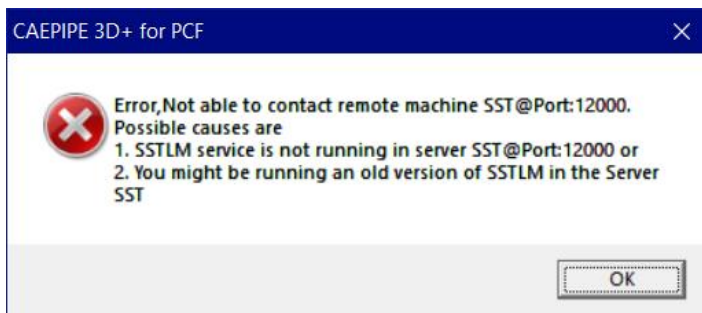 CAEPIPE 3D+ for PCF
Error,Not able to contact remote machine SST@Port:12000.
Possible causes are
1. SSTLM service is not running in server SST@Port:12000 or
2. You might be running an old version of SSTLM in the Server
SST
OK